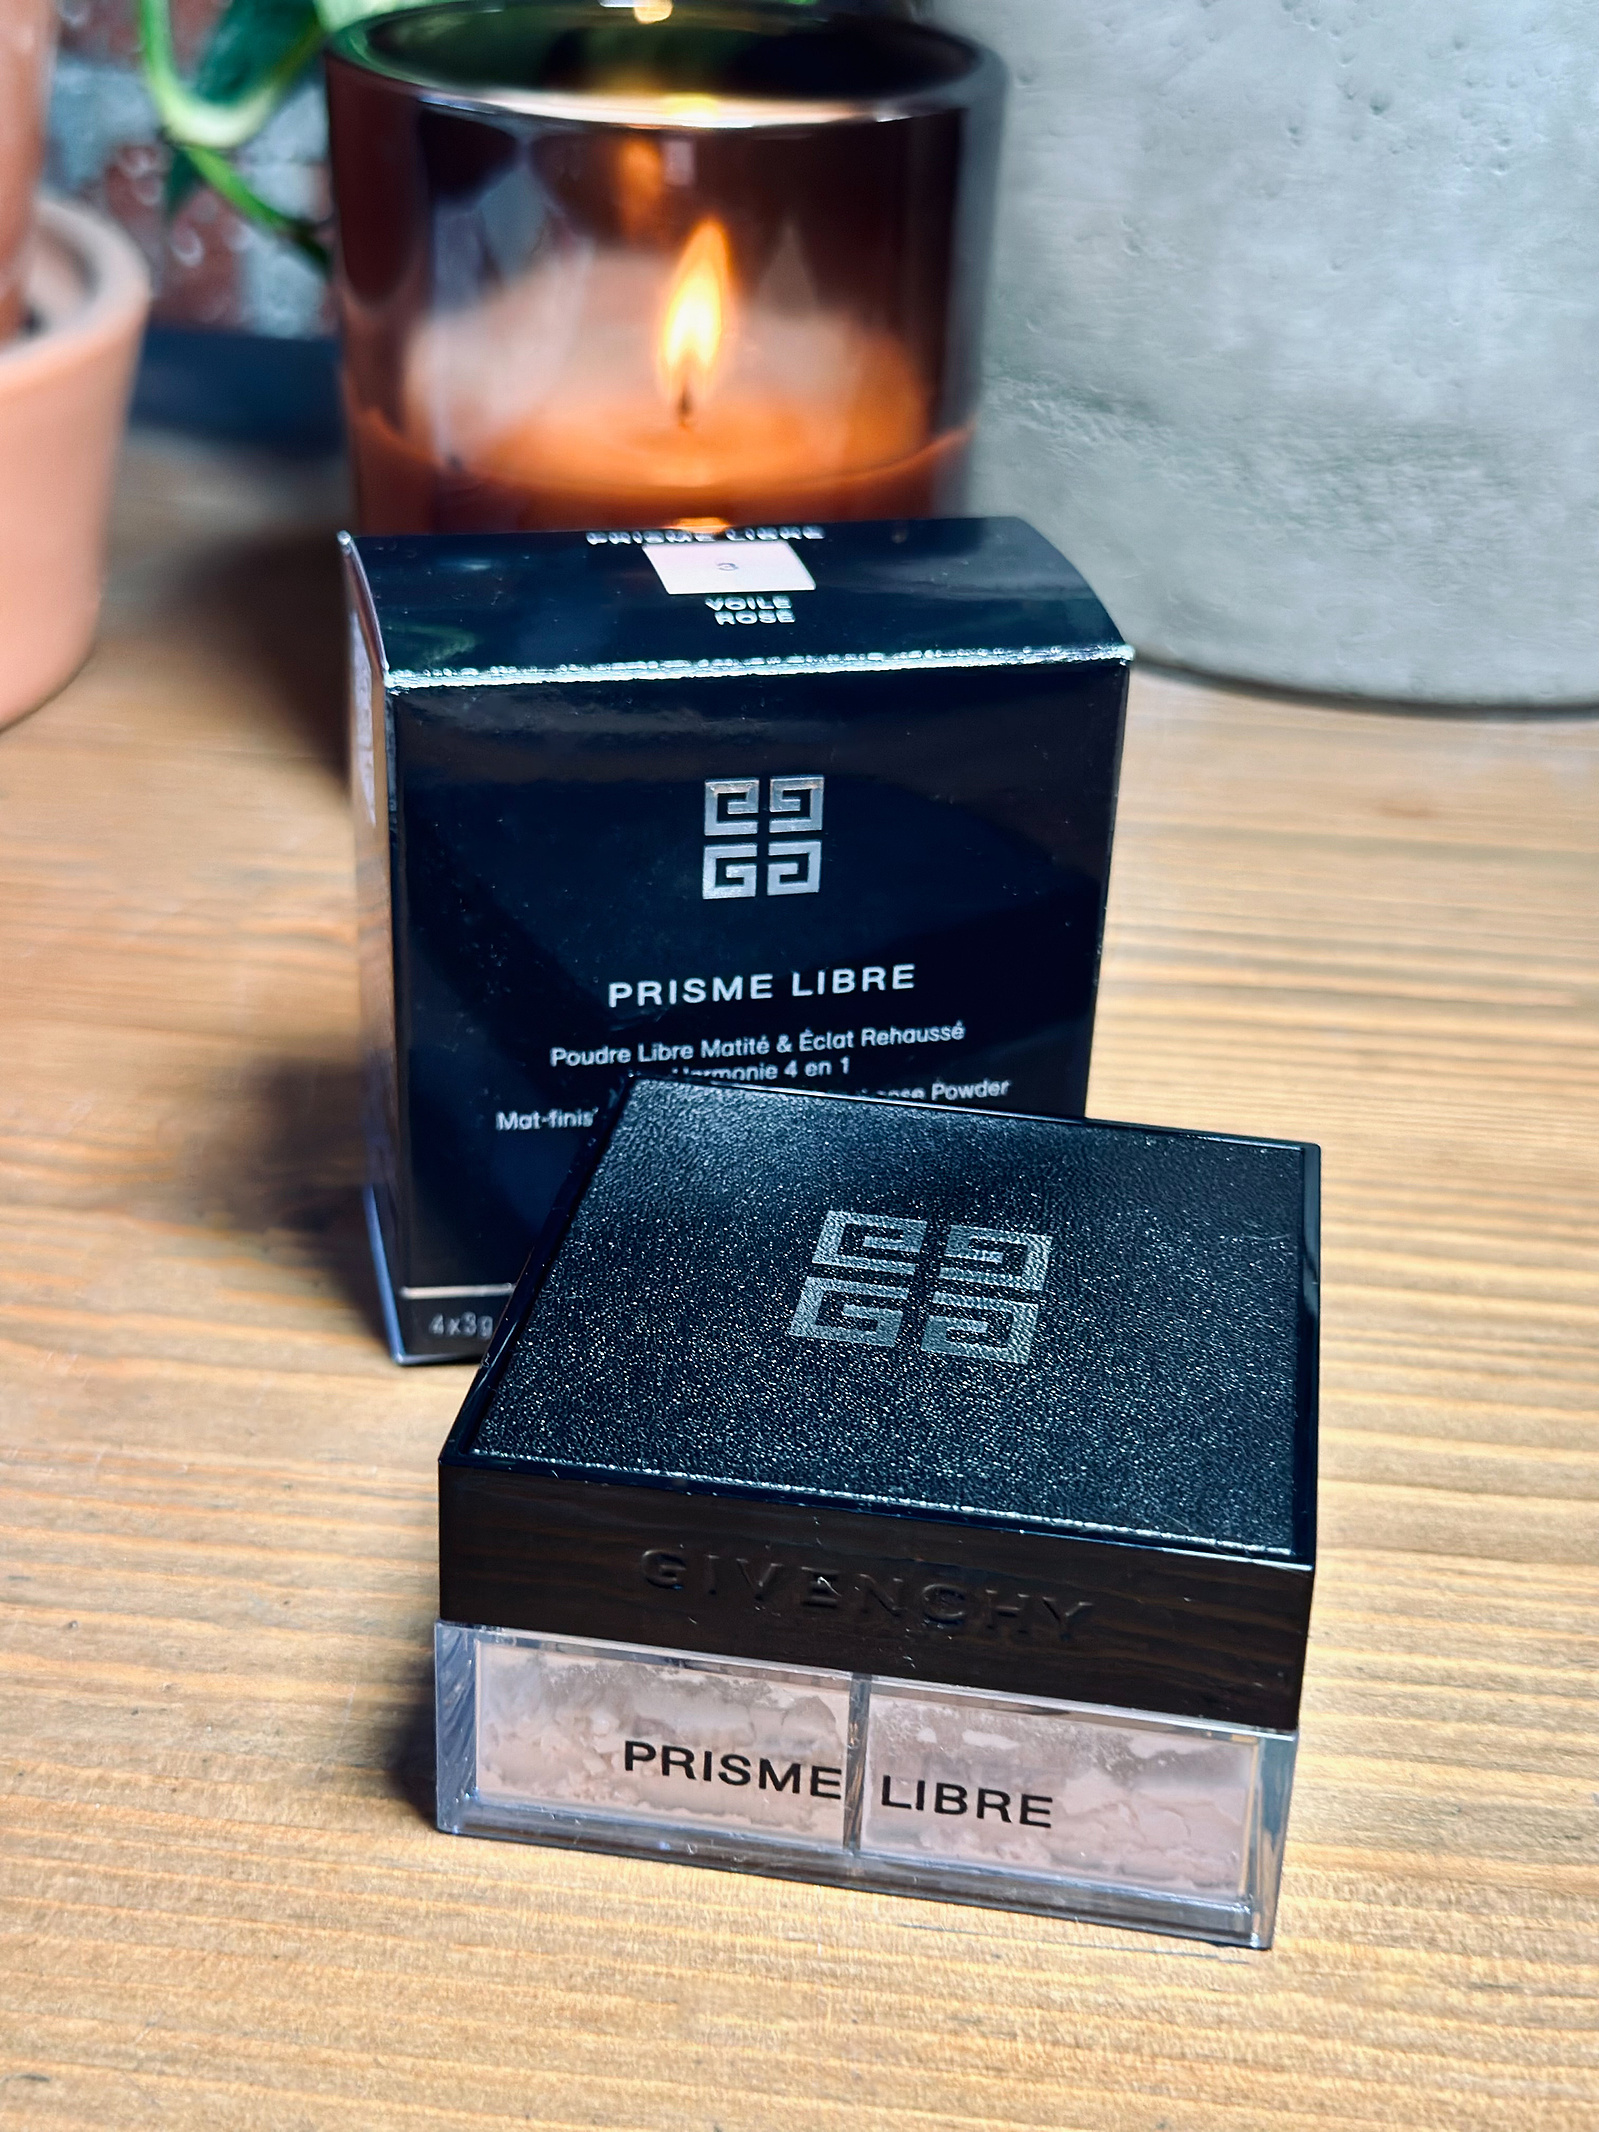 PRISME LIBRE
3
VOILE
ROSE
PRISME LIBRE
Poudre Libre Matité & Éclat Rehaussé
Harmonie 4 en 1
Powder
4x3g
GIVENCHY
PRISME LIBRE